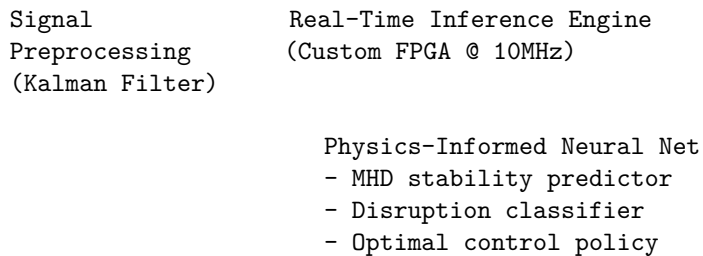 Signal Real-Time Inference Engine
Preprocessing (Custom FPGA @ 10MHz)
(Kalman Filter)
Physics-Informed Neural Net
- MHD stability predictor
- Disruption classifier
- Optimal control policy